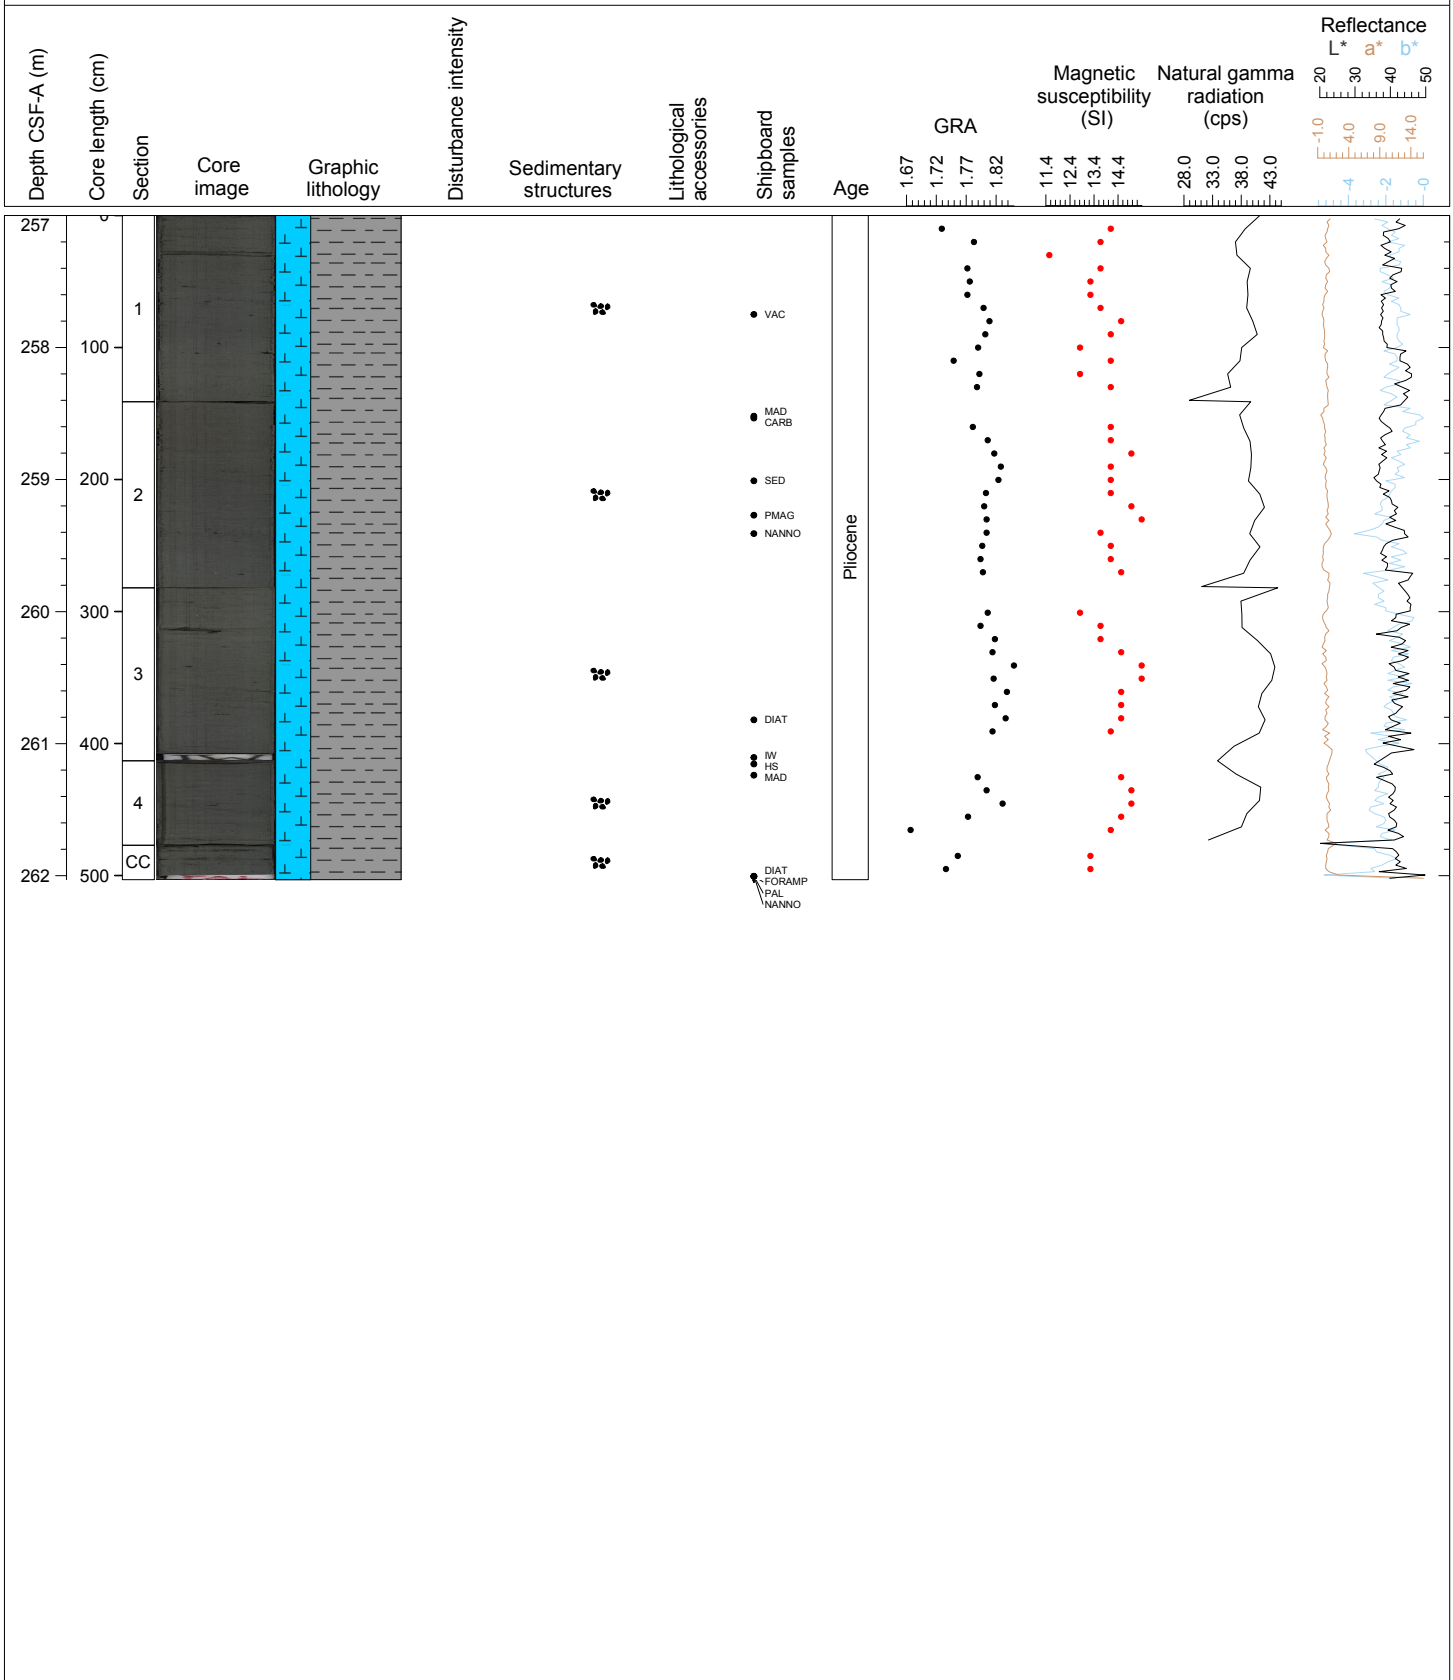 Depth CSF-A (m)
Core length (cm)
Section
Core
image
Graphic
lithology
Disturbance intensity
Sedimentary
structures
Lithological
accessories
Shipboard
samples
Age
GRA
1.67 1.72 1.77 1.82
Magnetic
susceptibility
(SI)
11.4 12.4 13.4 14.4
Natural gamma
radiation
(cps)
28.0 33.0 38.0 43.0
Reflectance
L* a* b*
20 30 40 50
-1.0 4.0 9.0 14.0
-4 -2 -0
257
258
259
260
261
262
0
100
200
300
400
500
1
2
3
4
CC
VAC
MAD
CARB
SED
PMAG
NANNO
DIAT
IW
HS
MAD
DIAT
FORAMP
PAL
NANNO
Pliocene